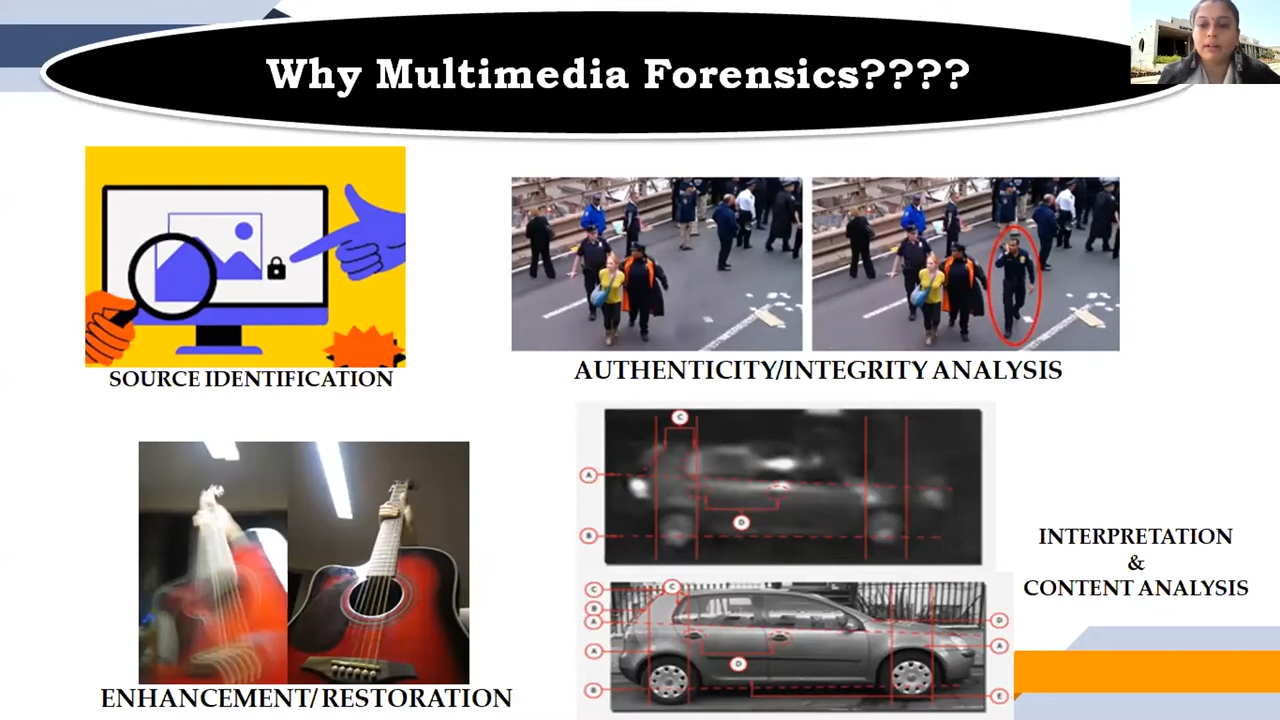 Why Multimedia Forensics????
SOURCE IDENTIFICATION
AUTHENTICITY/INTEGRITY ANALYSIS
C
A
D
B
ENHANCEMENT/ RESTORATION
C
C
B
A
D
A
A
D
B
E
INTERPRETATION
&
CONTENT ANALYSIS